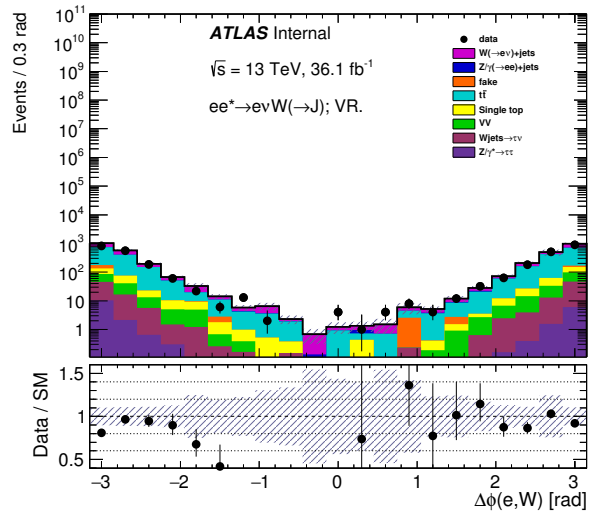 ATLAS Internal
√s = 13 TeV, 36.1 fb⁻¹
ee*→eνW(→J); VR.
data
W(→eν)+jets
Z/γ(→ee)+jets
fake
tt̄
Single top
VV
Wjets→τν
Z/γ*→ττ
Events / 0.3 rad
10¹¹
10¹⁰
10⁹
10⁸
10⁷
10⁶
10⁵
10⁴
10³
10²
10
1
Data / SM
1.5
1
0.5
−3 −2 −1 0 1 2 3
Δϕ(e,W) [rad]